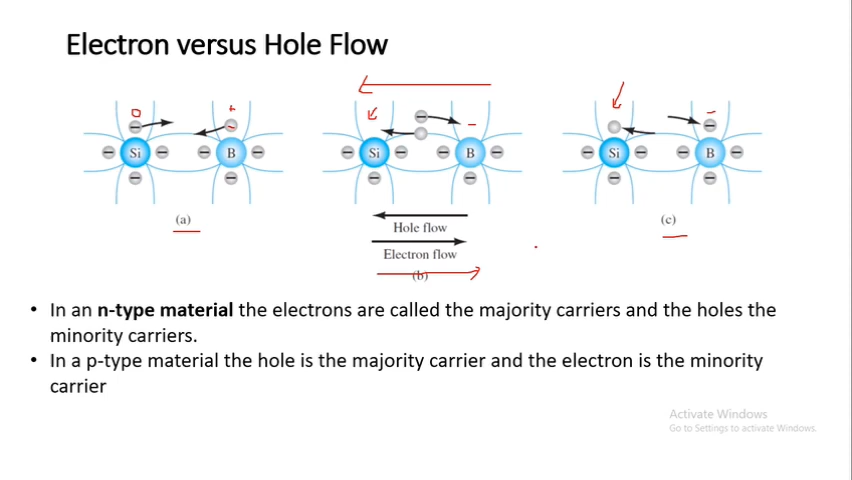 Electron versus Hole Flow
Si B Si B Si B
(a)
Hole flow
Electron flow
(b)
(c)
• In an n-type material the electrons are called the majority carriers and the holes the
minority carriers.
• In a p-type material the hole is the majority carrier and the electron is the minority
carrier
Activate Windows
Go to Settings to activate Windows.